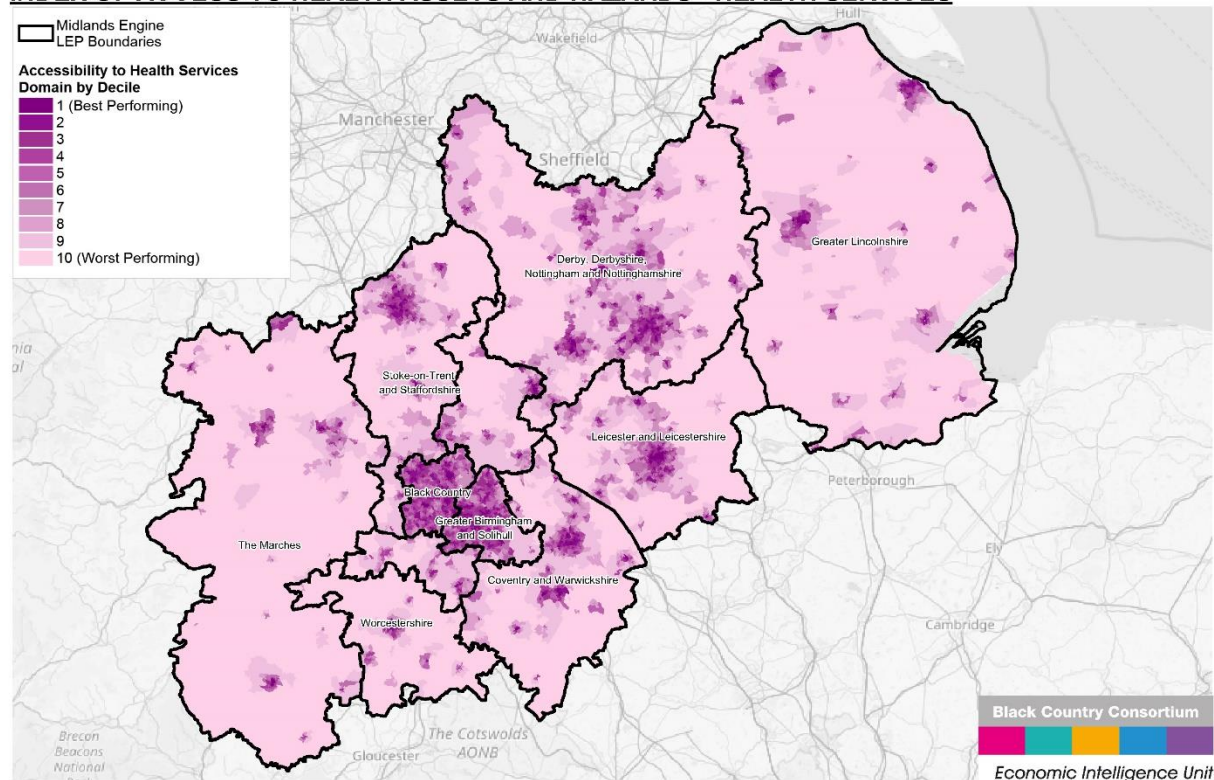 Midlands Engine
LEP Boundaries
Accessibility to Health Services
Domain by Decile
1 (Best Performing)
2
3
4
5
6
7
8
9
10 (Worst Performing)
Hull
Wakefield
Manchester
Sheffield
Greater Lincolnshire
Derby, Derbyshire,
Nottingham and Nottinghamshire
Stoke-on-Trent
and Staffordshire
Leicester and Leicestershire
Peterborough
Black Country
Greater Birmingham
and Solihull
The Marches
Ely
Coventry and Warwickshire
Worcestershire
Cambridge
Brecon
Beacons
National
Gloucester
The Cotswolds
AONB
Black Country Consortium
Economic Intelligence Unit